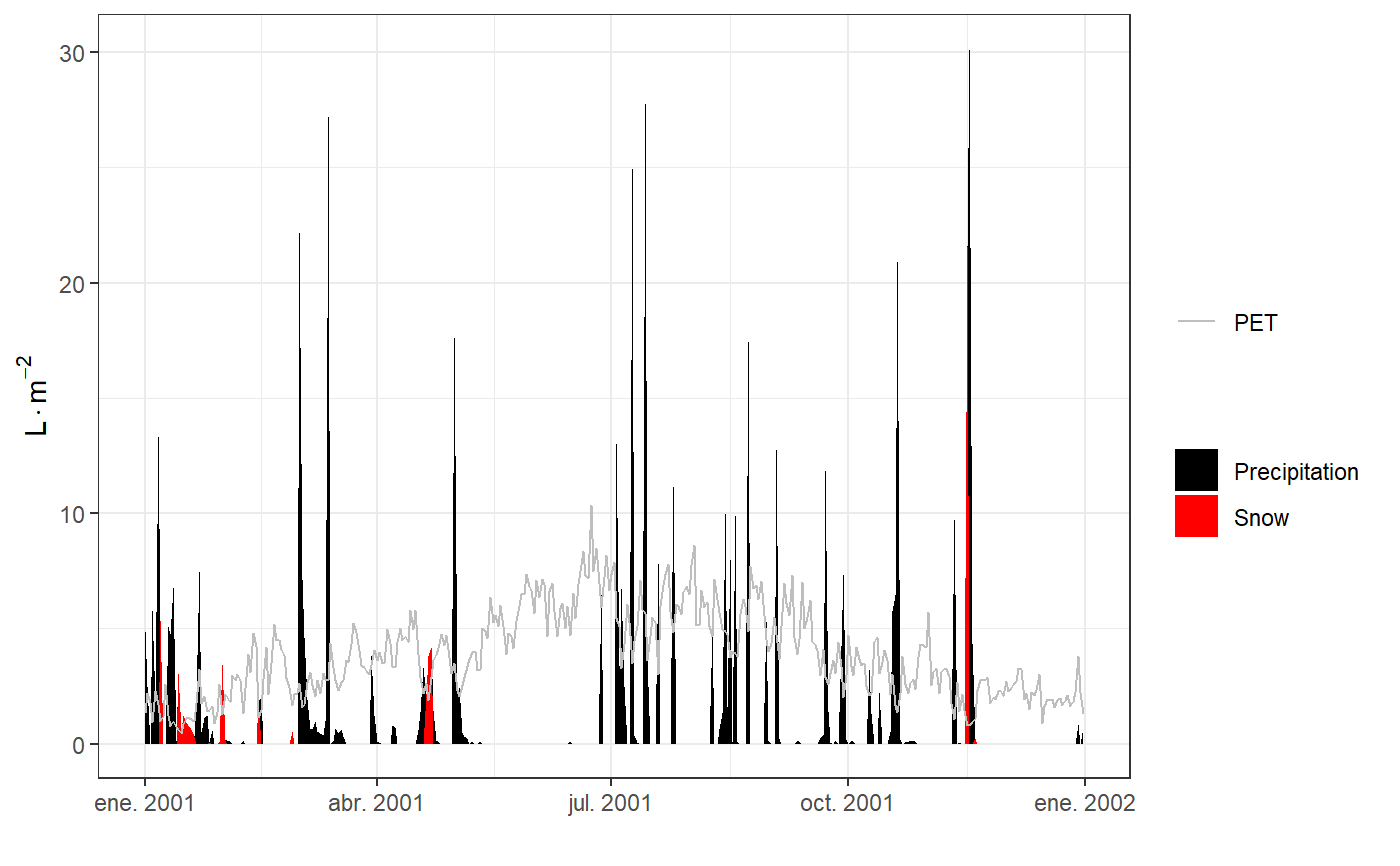 30
20
10
0
L·m⁻²
ene. 2001
abr. 2001
jul. 2001
oct. 2001
ene. 2002
PET
Precipitation
Snow